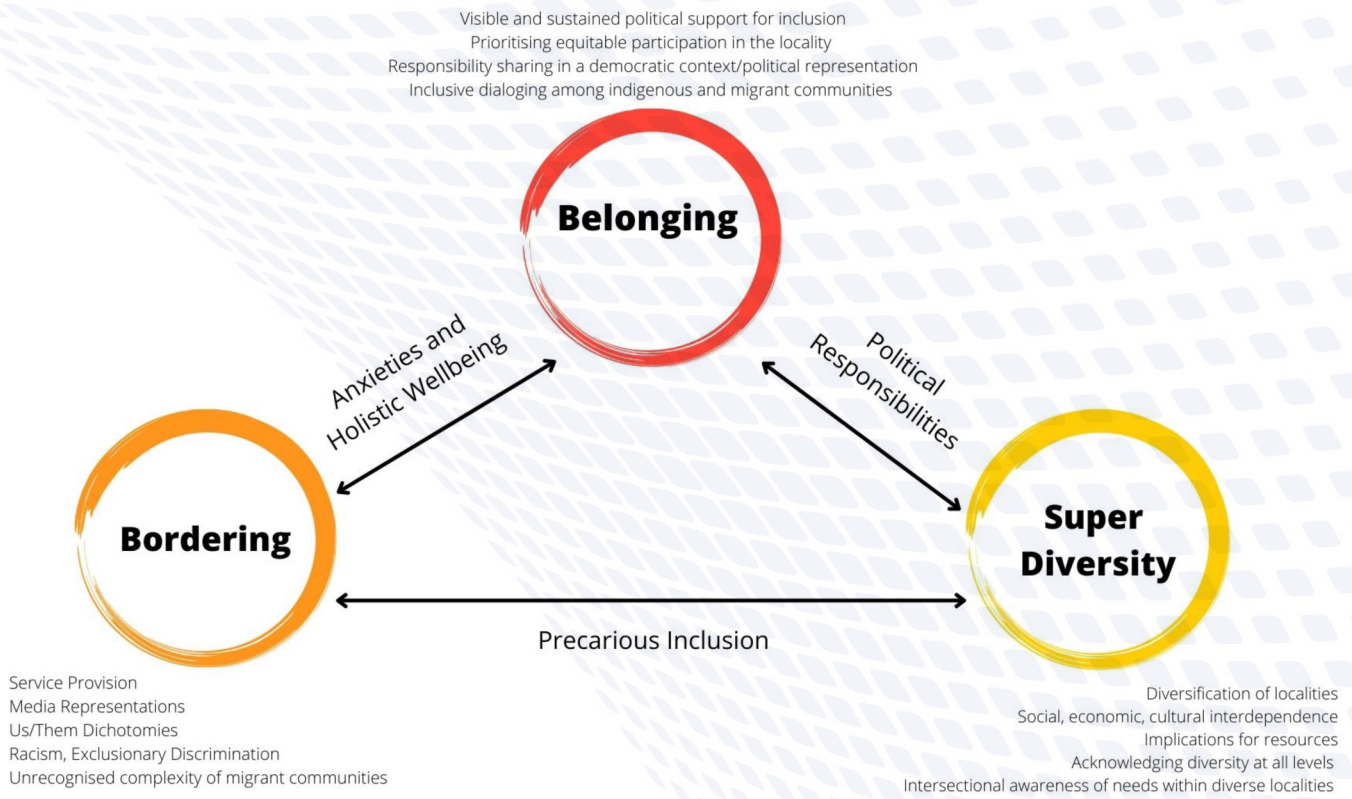 Visible and sustained political support for inclusion
Prioritising equitable participation in the locality
Responsibility sharing in a democratic context/political representation
Inclusive dialoging among indigenous and migrant communities
Belonging
Anxieties and
Holistic Wellbeing
Political
Responsibilities
Bordering
Super
Diversity
Precarious Inclusion
Service Provision
Media Representations
Us/Them Dichotomies
Racism, Exclusionary Discrimination
Unrecognised complexity of migrant communities
Diversification of localities
Social, economic, cultural interdependence
Implications for resources
Acknowledging diversity at all levels
Intersectional awareness of needs within diverse localities